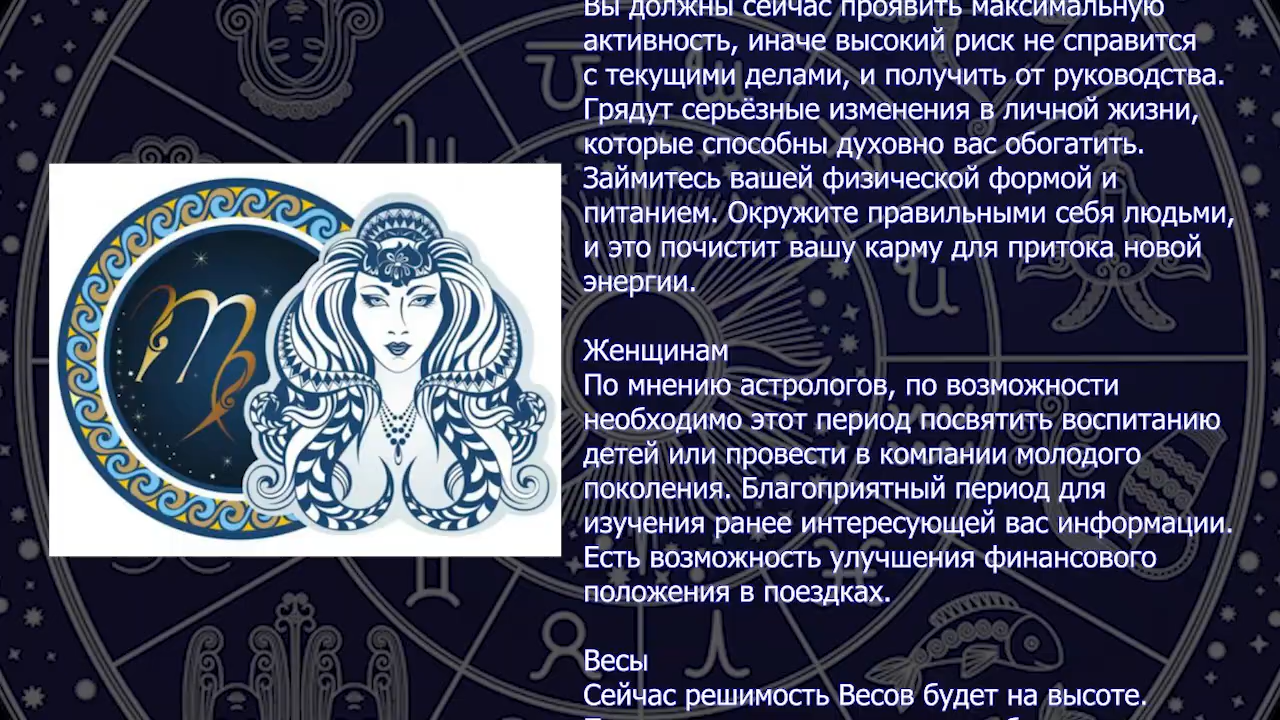 Вы должны сейчас проявить максимальную
активность, иначе высокий риск не справится
с текущими делами, и получить от руководства.
Грядут серьёзные изменения в личной жизни,
которые способны духовно вас обогатить.
Займитесь вашей физической формой и
питанием. Окружите правильными себя людьми,
и это почистит вашу карму для притока новой
энергии.
Женщинам
По мнению астрологов, по возможности
необходимо этот период посвятить воспитанию
детей или провести в компании молодого
поколения. Благоприятный период для
изучения ранее интересующей вас информации.
Есть возможность улучшения финансового
положения в поездках.
Весы
Сейчас решимость Весов будет на высоте.